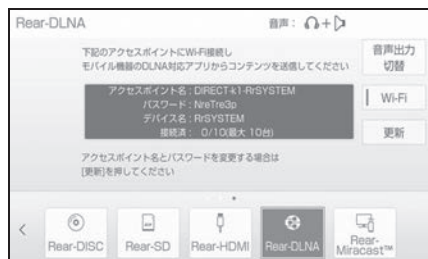 Rear-DLNA
音声：
下記のアクセスポイントにWi-Fi接続し
モバイル機器のDLNA対応アプリからコンテンツを送信してください
音声出力
切替
アクセスポイント名：DIRECT-k1-RrSYSTEM
パスワード：NreTre3p
デバイス名：RrSYSTEM
接続済：0/10(最大 10台)
Wi-Fi
更新
アクセスポイント名とパスワードを変更する場合は
[更新]を押してください
Rear-DISC
Rear-SD
Rear-HDMI
Rear-DLNA
Rear-
Miracast™